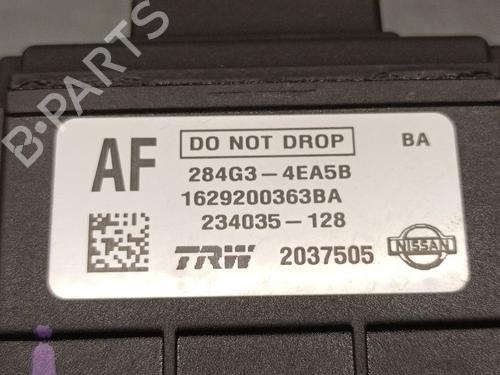 B-PARTS
AF
DO NOT DROP
BA
284G3-4EA5B
1629200363BA
234035-128
TRW 2037505
NISSAN